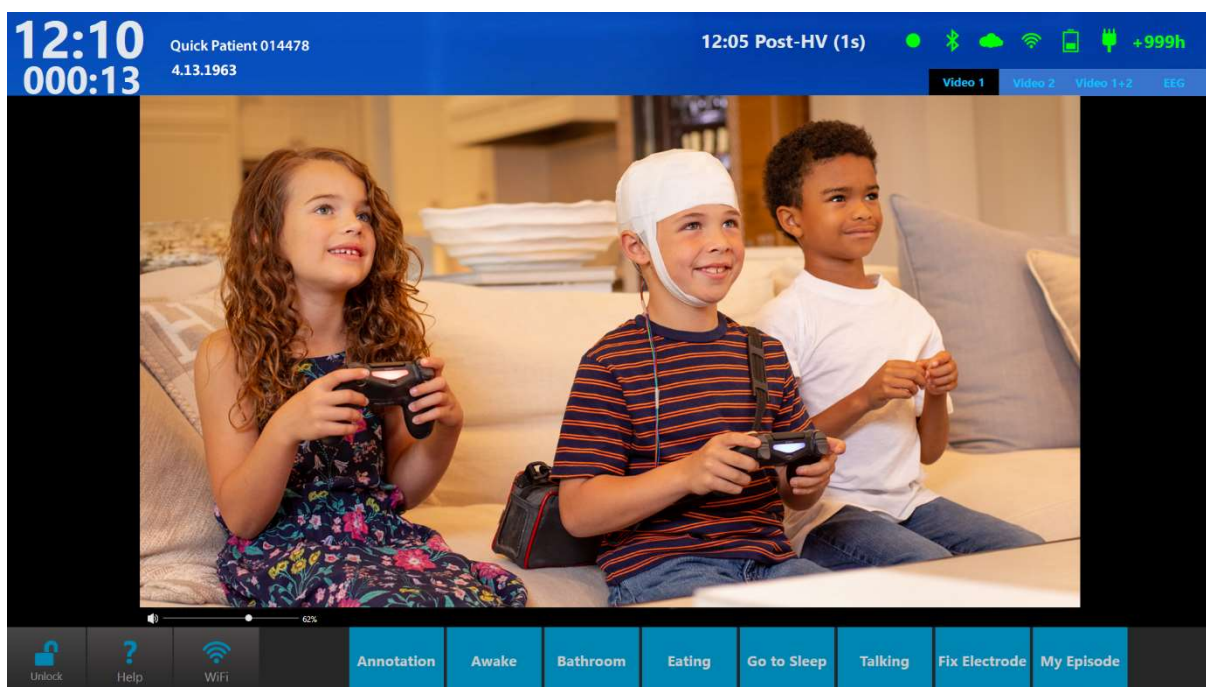 12:10
000:13
Quick Patient 014478
4.13.1963
12:05 Post-HV (1s)
+999h
Video 1
Video 2
Video 1+2
EEG
62%
Unlock
?
Help
WiFi
Annotation
Awake
Bathroom
Eating
Go to Sleep
Talking
Fix Electrode
My Episode